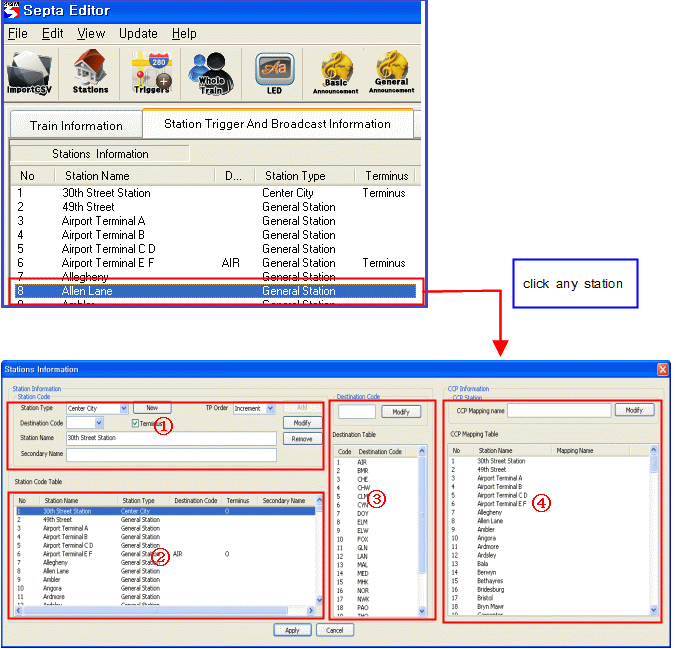 Septa Editor
File Edit View Update Help
ImportCSV Stations Triggers 280 Whole Train LED Aa Basic Announcement General Announcement
Train Information Station Trigger And Broadcast Information
Stations Information
No Station Name D... Station Type Terminus
1 30th Street Station Center City Terminus
2 49th Street General Station
3 Airport Terminal A General Station
4 Airport Terminal B General Station
5 Airport Terminal C D General Station
6 Airport Terminal E F AIR General Station Terminus
7 Allegheny General Station
8 Allen Lane General Station
9 Ambler General Station
click any station
Stations Information
Station Information
Station Code
Station Type Center City New TP Order Increment Add
Destination Code Terminus ① Modify
Station Name 30th Street Station Remove
Secondary Name
Station Code Table
No Station Name Station Type Destination Code Terminus Secondary Name
1 30th Street Station Center City O
2 49th Street General Station
3 Airport Terminal A General Station
4 Airport Terminal B General Station
5 Airport Terminal C D General Station
6 Airport Terminal E F General Station ② AIR O
7 Allegheny General Station
8 Allen Lane General Station
9 Ambler General Station
10 Angora General Station
11 Ardmore General Station
12 Ardsley General Station
Destination Code
Modify
Destination Table
Code Destination Code
1 AIR
2 BMR
3 CHE
4 CHW
5 CLM ③
6 CYN
7 DOY
8 ELM
9 ELW
10 FOX
11 GLN
12 LAN
13 MAL
14 MED
15 MHK
16 NOR
17 NWK
18 PAO
19 THO
CCP Information
CCP Station
CCP Mapping name Modify
CCP Mapping Table
No Station Name Mapping Name
1 30th Street Station
2 49th Street
3 Airport Terminal A
4 Airport Terminal B
5 Airport Terminal C D
6 Airport Terminal E F ④
7 Allegheny
8 Allen Lane
9 Ambler
10 Angora
11 Ardmore
12 Ardsley
13 Bala
14 Berwyn
15 Bethayres
16 Bridesburg
17 Bristol
18 Bryn Mawr
19 Carpenter
Apply Cancel